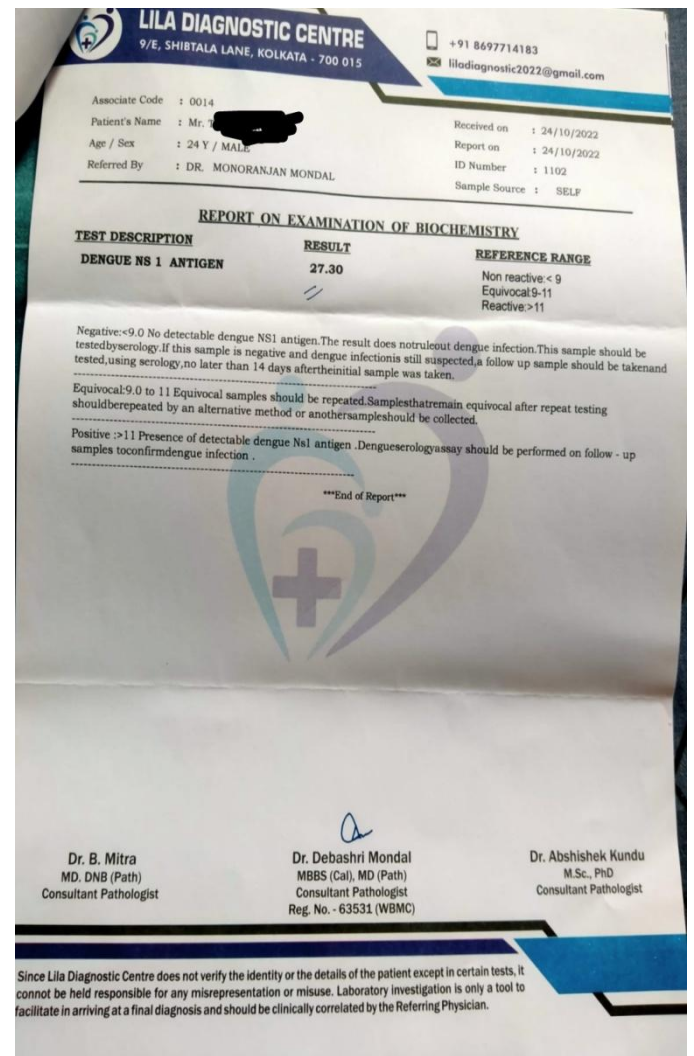 LILA DIAGNOSTIC CENTRE
9/E, SHIBTALA LANE, KOLKATA - 700 015
+91 8697714183
liladiagnostic2022@gmail.com
Associate Code : 0014
Patient's Name : Mr.
Age / Sex : 24 Y / MALE
Referred By : DR. MONORANJAN MONDAL
Received on : 24/10/2022
Report on : 24/10/2022
ID Number : 1102
Sample Source : SELF
REPORT ON EXAMINATION OF BIOCHEMISTRY
TEST DESCRIPTION RESULT REFERENCE RANGE
DENGUE NS 1 ANTIGEN 27.30 Non reactive:< 9
Equivocal:9-11
Reactive:>11
Negative:<9.0 No detectable dengue NS1 antigen.The result does notruleout dengue infection.This sample should be
testedbyserology.If this sample is negative and dengue infectionis still suspected,a follow up sample should be takenand
tested,using serology,no later than 14 days aftertheinitial sample was taken.
Equivocal:9.0 to 11 Equivocal samples should be repeated.Samplesthatremain equivocal after repeat testing
shouldberepeated by an alternative method or anothersampleshould be collected.
Positive :>11 Presence of detectable dengue Ns1 antigen .Dengueserologyassay should be performed on follow - up
samples toconfirmdengue infection .
***End of Report***
Dr. B. Mitra
MD. DNB (Path)
Consultant Pathologist
Dr. Debashri Mondal
MBBS (Cal), MD (Path)
Consultant Pathologist
Reg. No. - 63531 (WBMC)
Dr. Abshishek Kundu
M.Sc., PhD
Consultant Pathologist
Since Lila Diagnostic Centre does not verify the identity or the details of the patient except in certain tests, it
connot be held responsible for any misrepresentation or misuse. Laboratory investigation is only a tool to
facilitate in arriving at a final diagnosis and should be clinically correlated by the Referring Physician.